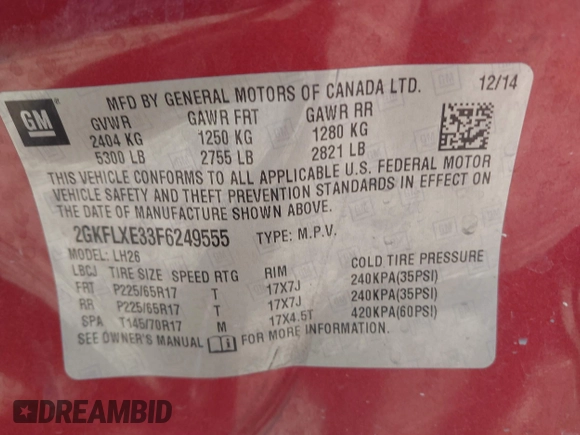 GM
MFD BY GENERAL MOTORS OF CANADA LTD. 12/14
GVWR GAWR FRT GAWR RR
2404 KG 1250 KG 1280 KG
5300 LB 2755 LB 2821 LB
THIS VEHICLE CONFORMS TO ALL APPLICABLE U.S. FEDERAL MOTOR
VEHICLE SAFETY AND THEFT PREVENTION STANDARDS IN EFFECT ON
THE DATE OF MANUFACTURE SHOWN ABOVE.
2GKFLXE33F6249555 TYPE: M.P.V.
MODEL: LH26
LBCJ TIRE SIZE SPEED RTG RIM COLD TIRE PRESSURE
FRT P225/65R17 T 17X7J 240KPA(35PSI)
RR P225/65R17 T 17X7J 240KPA(35PSI)
SPA T145/70R17 M 17X4.5T 420KPA(60PSI)
SEE OWNER'S MANUAL FOR MORE INFORMATION.
DREAMBID